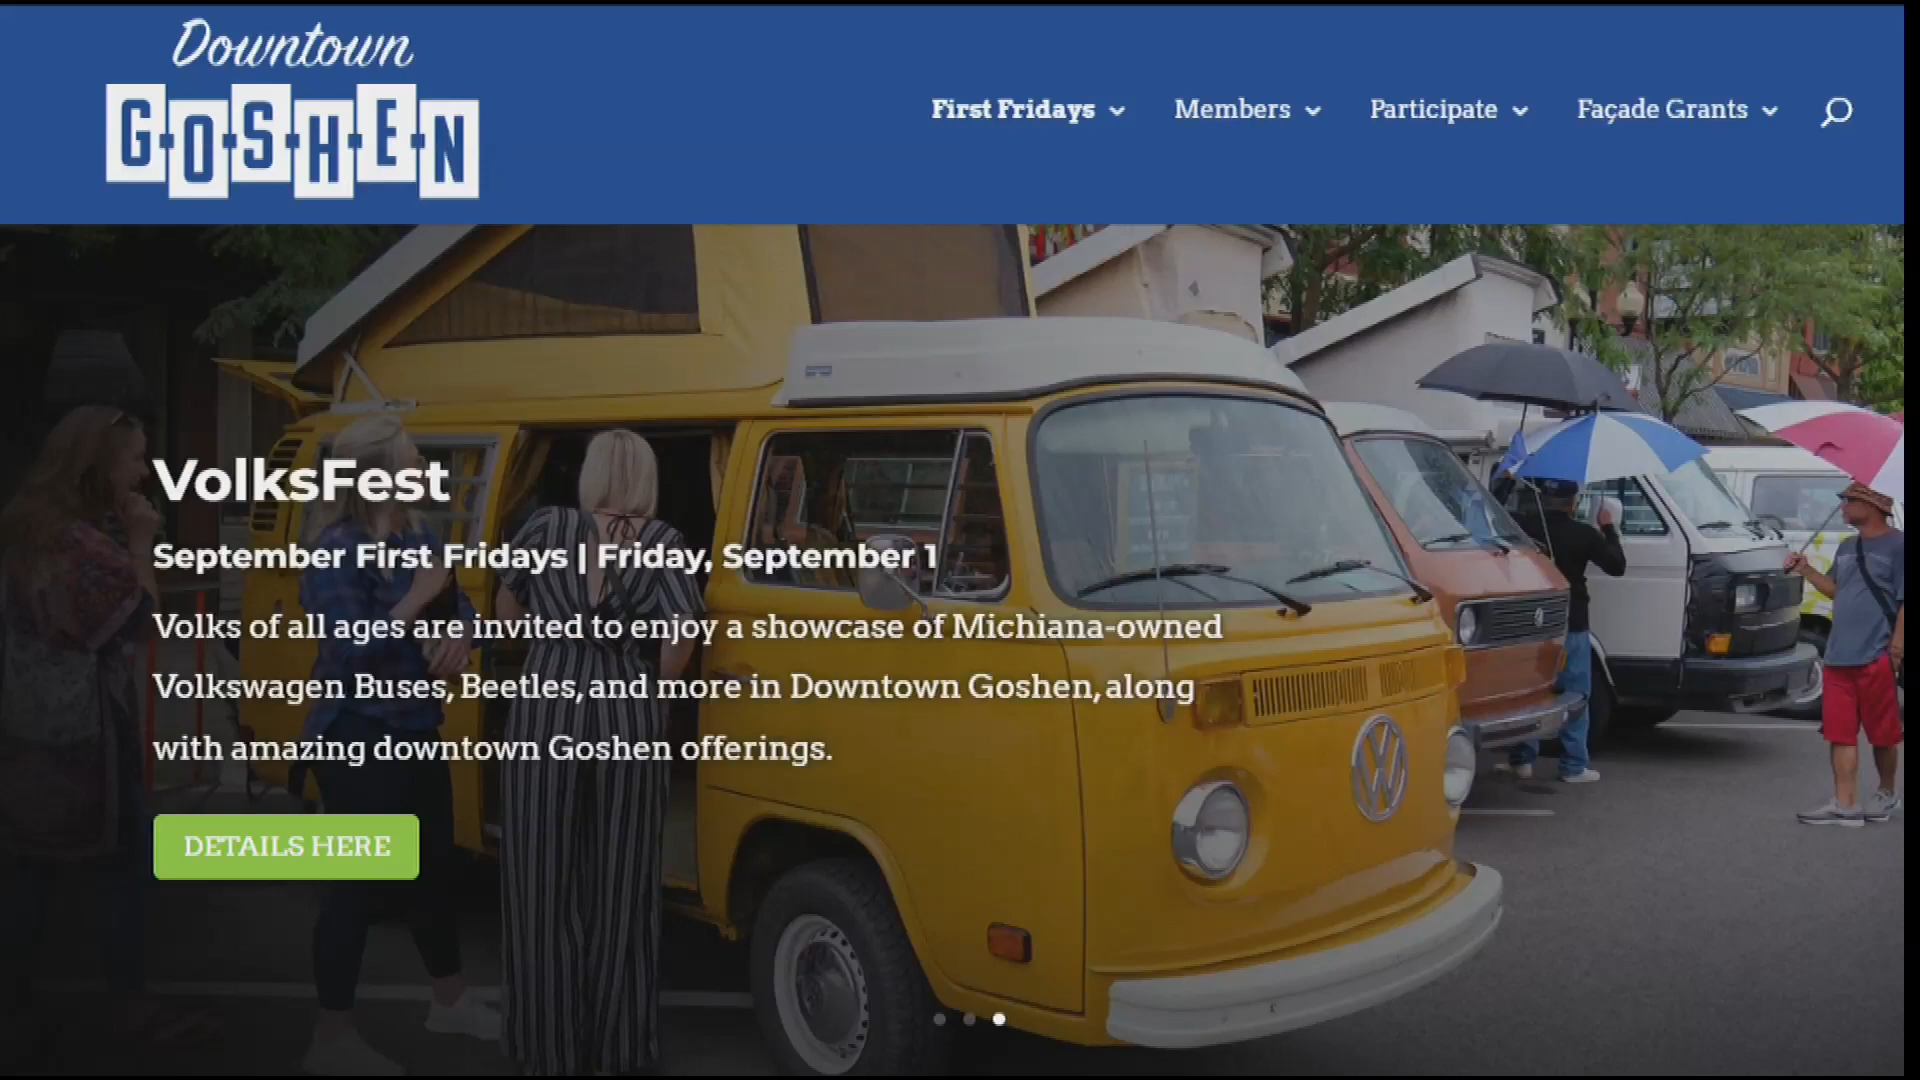 Downtown
G·O·S·H·E·N
First Fridays
Members
Participate
Façade Grants
VolksFest
September First Fridays | Friday, September 1
Volks of all ages are invited to enjoy a showcase of Michiana-owned
Volkswagen Buses, Beetles, and more in Downtown Goshen, along
with amazing downtown Goshen offerings.
DETAILS HERE